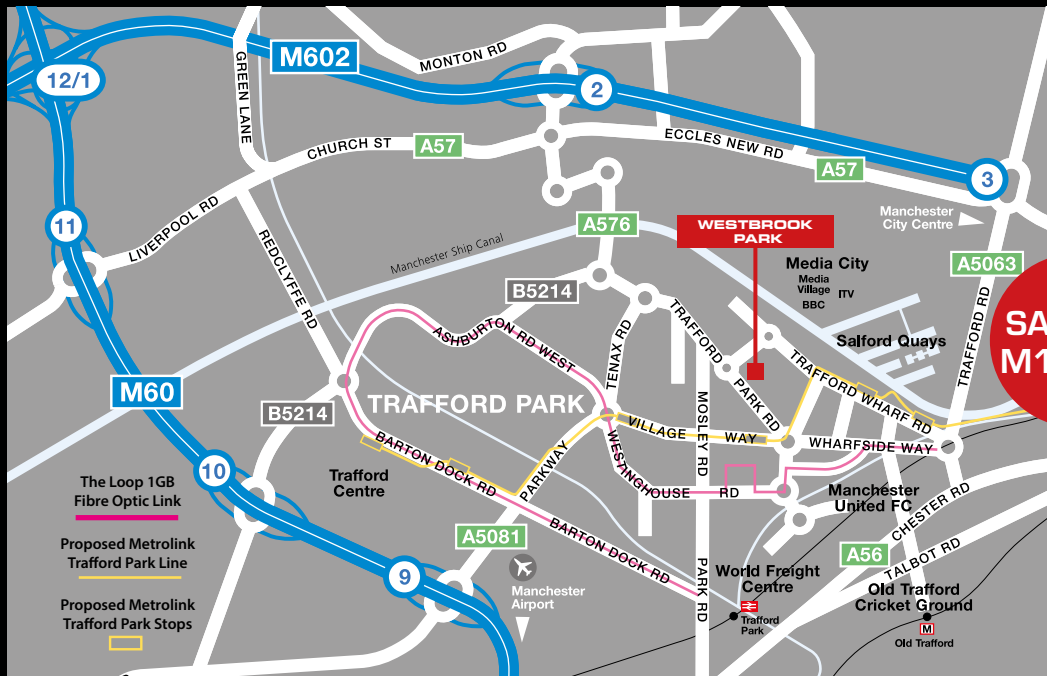 M602
MONTON RD
12/1
GREEN LANE
2
CHURCH ST
A57
ECCLES NEW RD
A57
3
11
LIVERPOOL RD
REDCLYFFE RD
A576
WESTBROOK
PARK
Manchester
City Centre
Manchester Ship Canal
Media City
Media
Village
BBC
ITV
A5063
B5214
ASHBURTON RD WEST
TENAX RD
TRAFFORD
PARK RD
Salford Quays
TRAFFORD RD
SA
M1
M60
B5214
TRAFFORD PARK
MOSLEY RD
TRAFFORD WHARF RD
VILLAGE WAY
WHARFSIDE WAY
10
BARTON DOCK RD
PARKWAY
WESTINGHOUSE RD
Trafford
Centre
Manchester
United FC
CHESTER RD
The Loop 1GB
Fibre Optic Link
Proposed Metrolink
Trafford Park Line
Proposed Metrolink
Trafford Park Stops
A5081
BARTON DOCK RD
A56
TALBOT RD
9
Manchester
Airport
PARK RD
World Freight
Centre
Trafford
Park
Old Trafford
Cricket Ground
M
Old Trafford